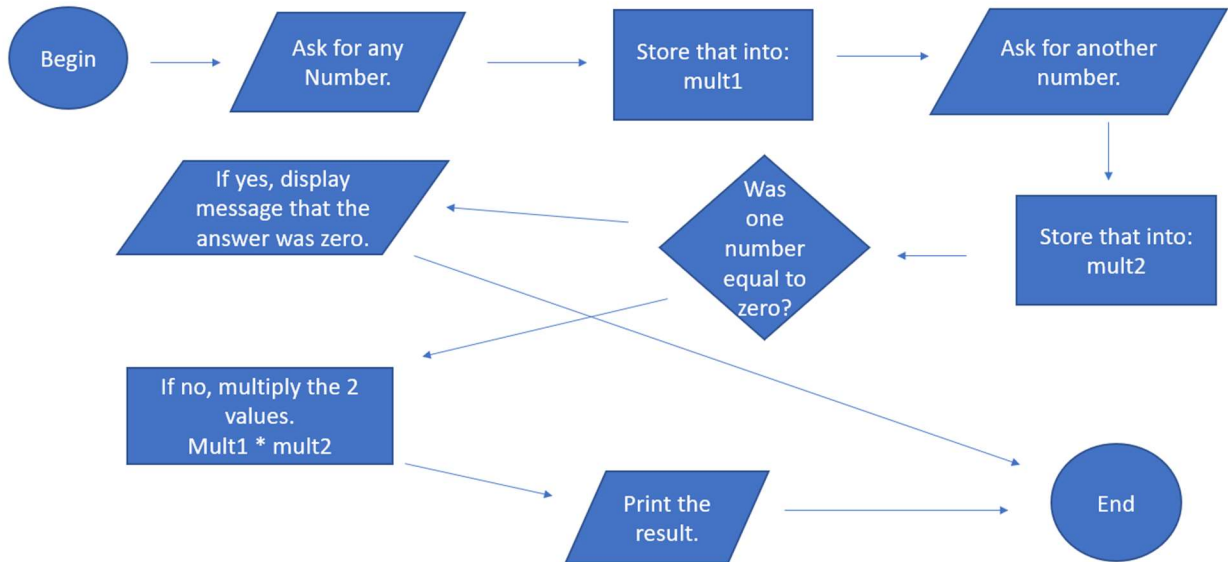 Begin
Ask for any
Number.
Store that into:
mult1
Ask for another
number.
Store that into:
mult2
Was
one
number
equal to
zero?
If yes, display
message that the
answer was zero.
If no, multiply the 2
values.
Mult1 * mult2
Print the
result.
End